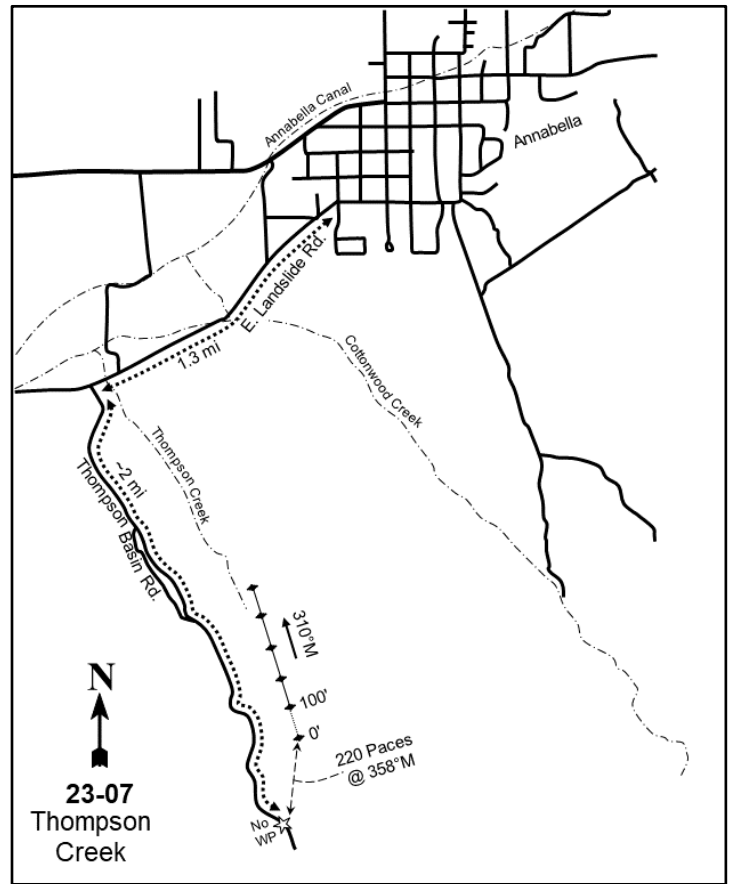 Annabella Canal
Annabella
E. Landslide Rd.
1.3 mi
Cottonwood Creek
~2 mi
Thompson Creek
Thompson
Basin Rd.
310°M
100'
0'
220 Paces
@ 358°M
No
WP
N
23-07
Thompson
Creek